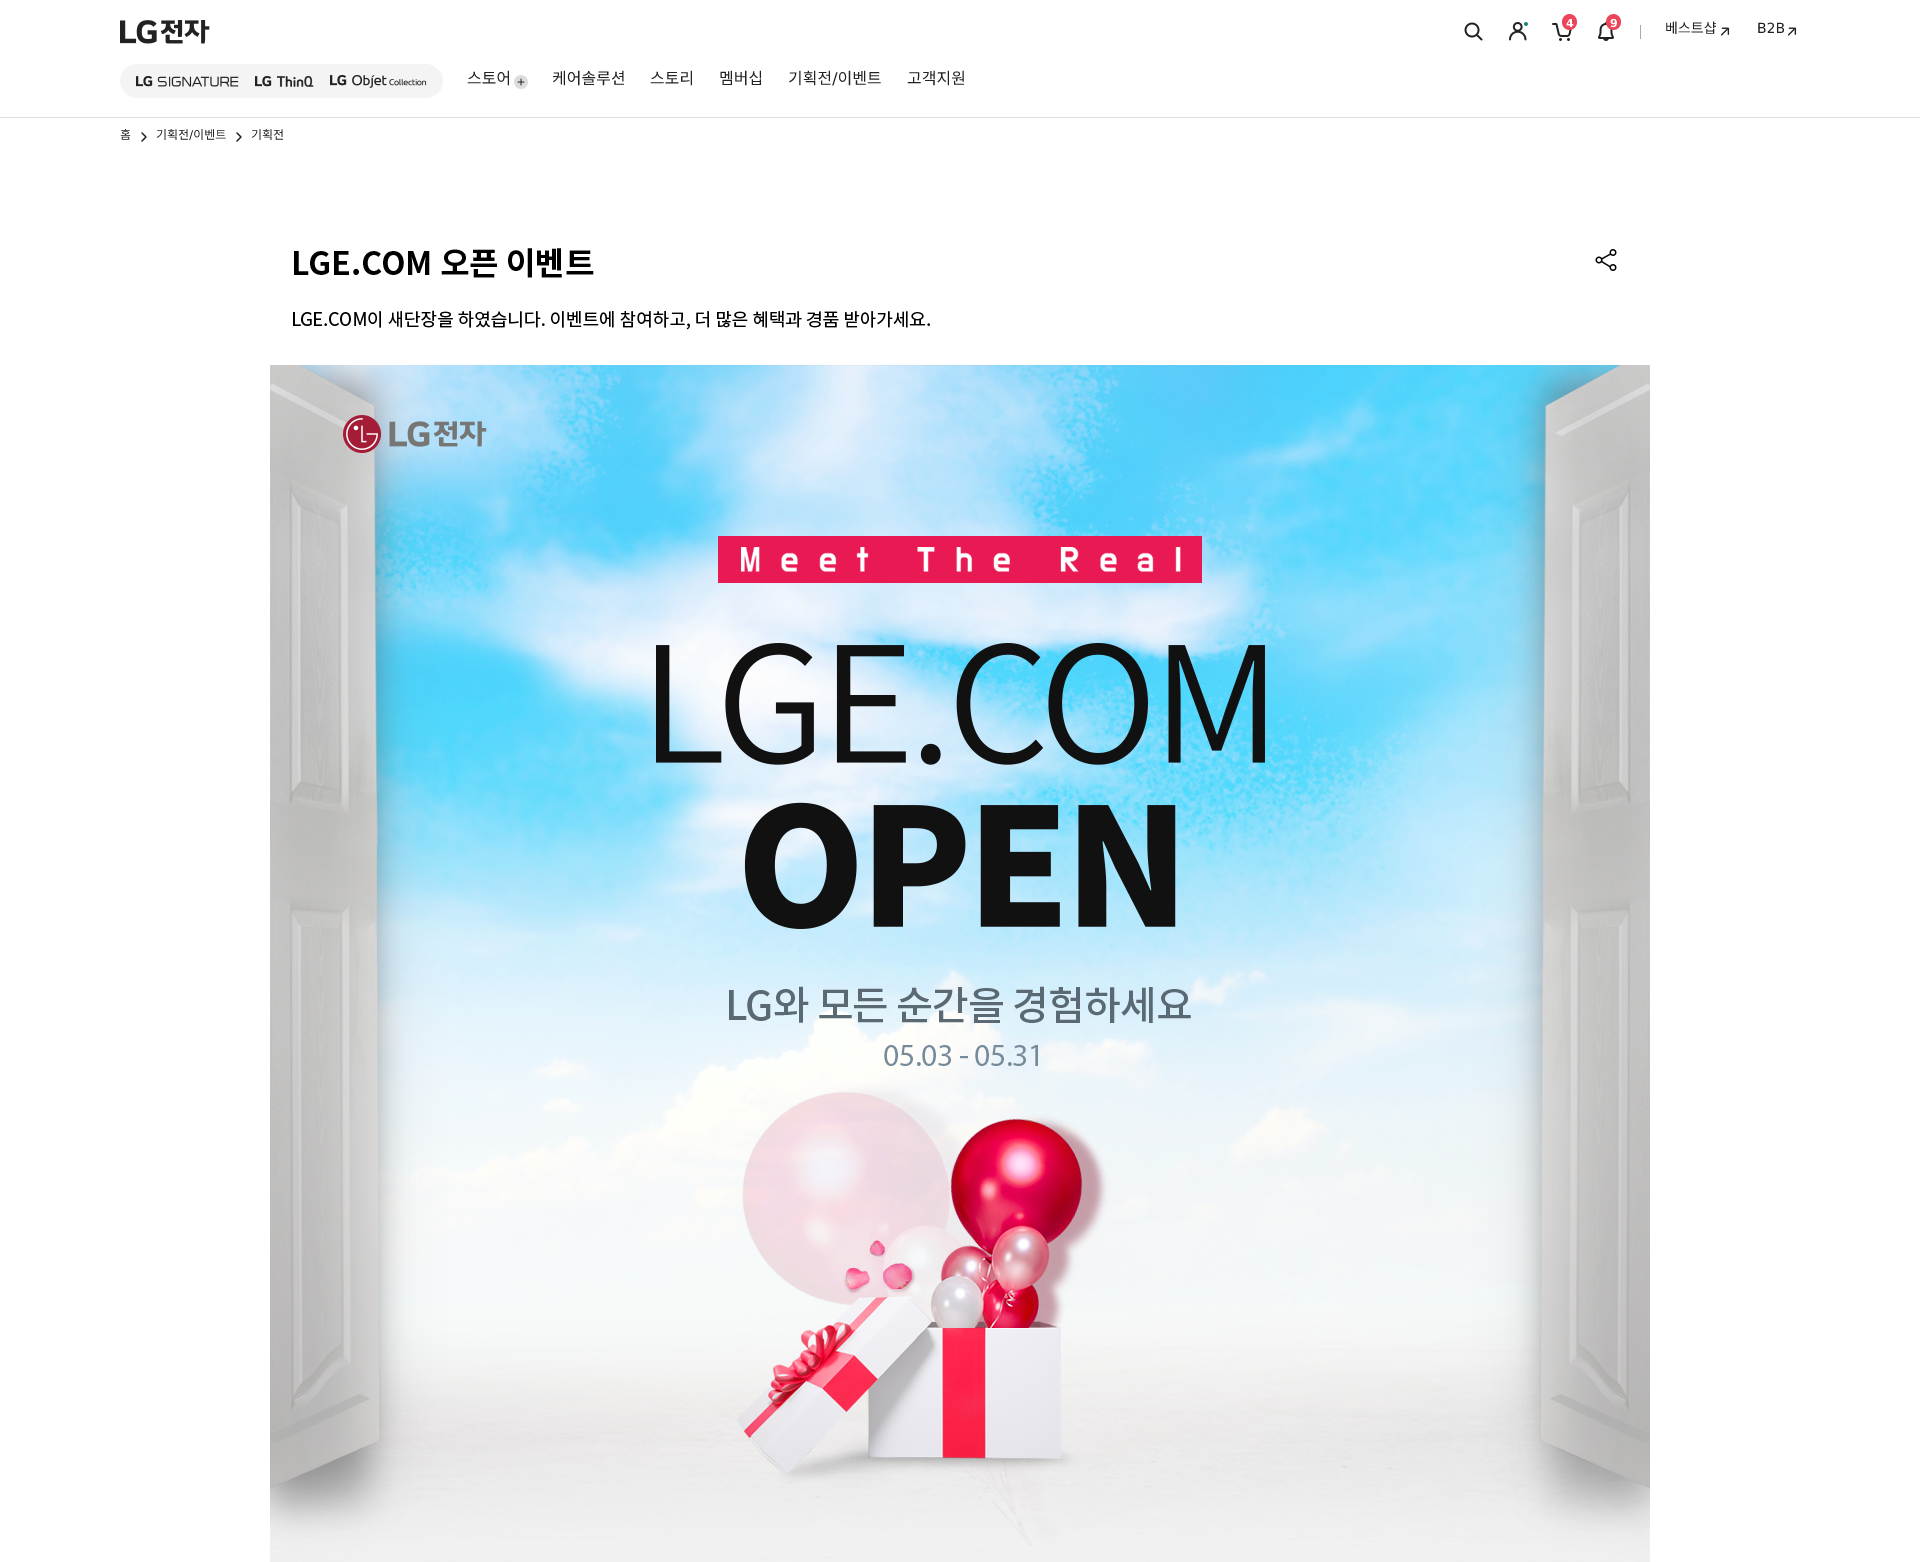 LG전자
4
9
베스트샵
B2B
LG SIGNATURE LG ThinQ LG Objet Collection
스토어 케어솔루션 스토리 멤버십 기획전/이벤트 고객지원
홈 > 기획전/이벤트 > 기획전
LGE.COM 오픈 이벤트
LGE.COM이 새단장을 하였습니다. 이벤트에 참여하고, 더 많은 혜택과 경품 받아가세요.
LG전자
Meet The Real
LGE.COM
OPEN
LG와 모든 순간을 경험하세요
05.03 - 05.31